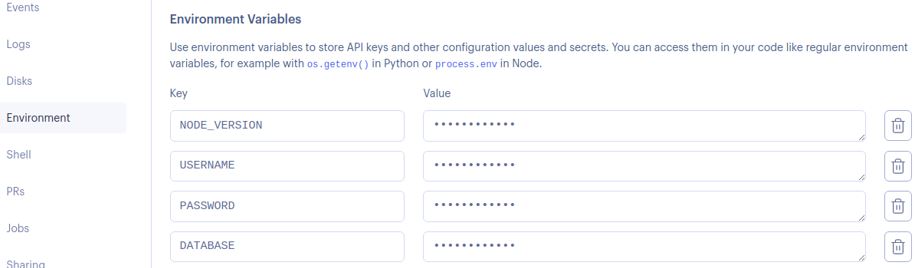 Events
Logs
Disks
Environment
Shell
PRs
Jobs
Sharing
Environment Variables
Use environment variables to store API keys and other configuration values and secrets. You can access them in your code like regular environment
variables, for example with os.getenv() in Python or process.env in Node.
Key Value
NODE_VERSION ••••••••••••
USERNAME ••••••••••••
PASSWORD ••••••••••••
DATABASE ••••••••••••